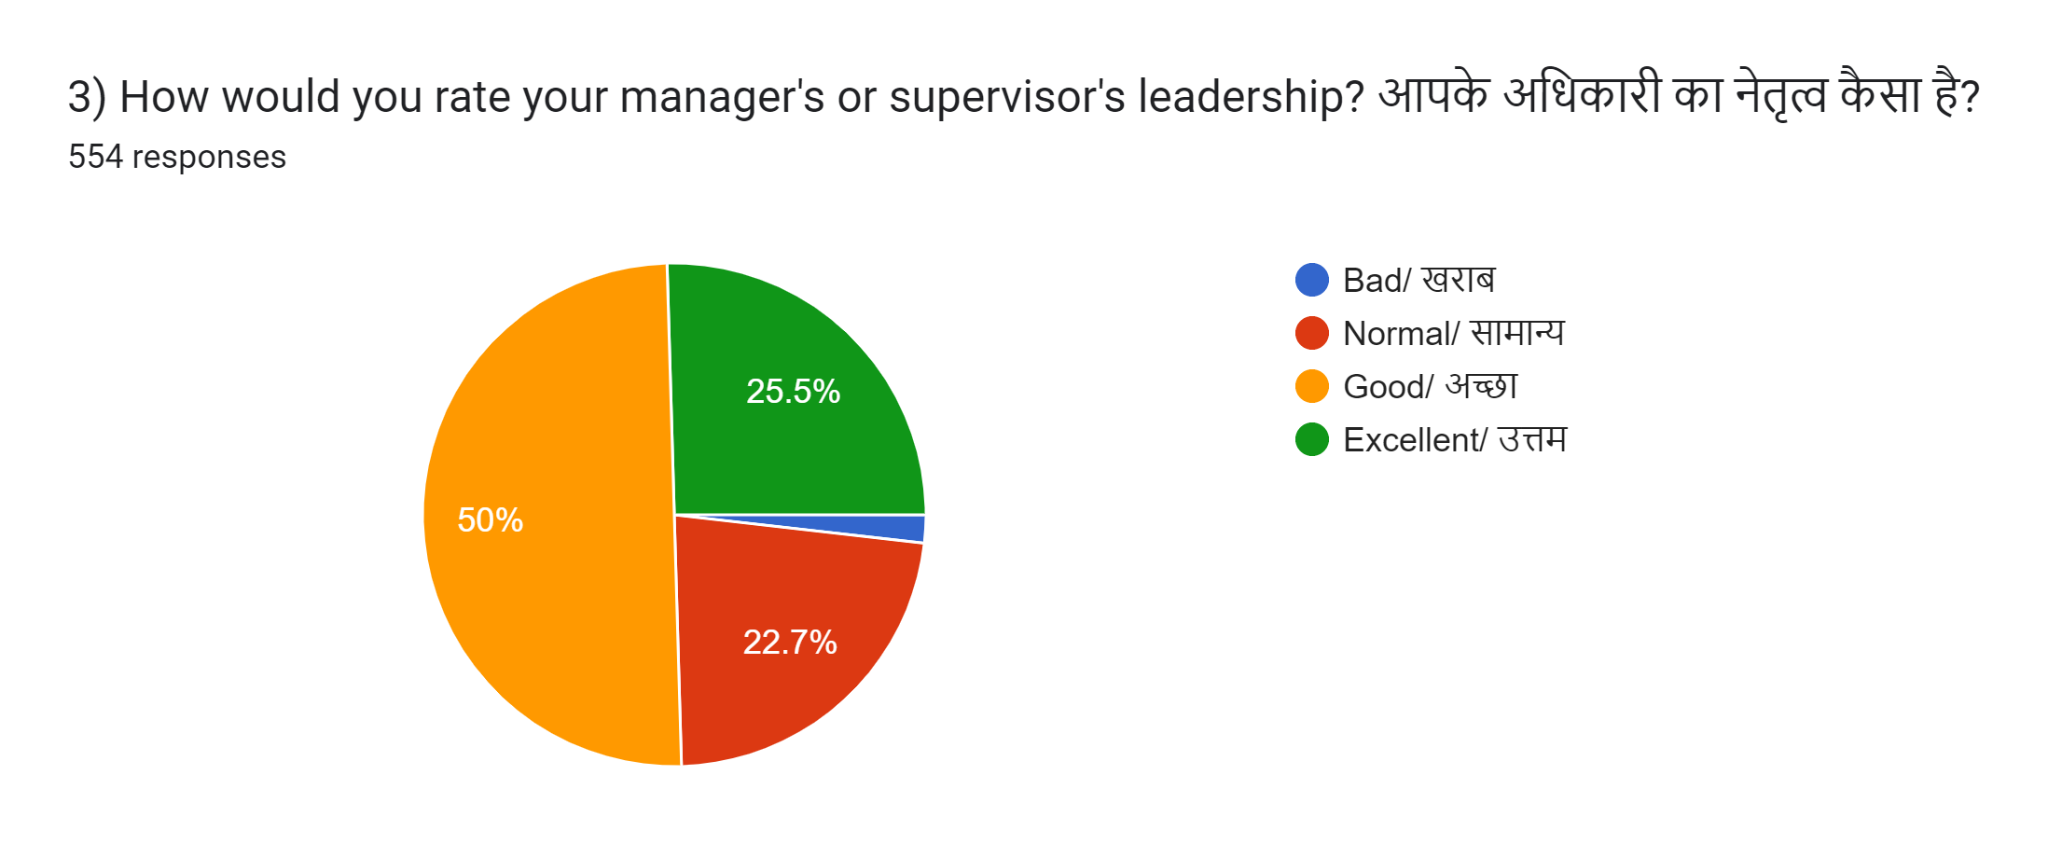 3) How would you rate your manager's or supervisor's leadership? आपके अधिकारी का नेतृत्व कैसा है?
554 responses
Bad/ खराब
Normal/ सामान्य
Good/ अच्छा
Excellent/ उत्तम
25.5%
50%
22.7%